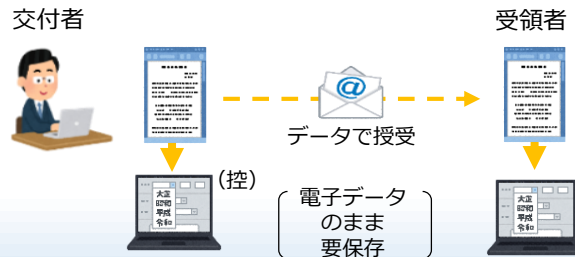 交付者
受領者
@
データで授受
(控)
電子データ
のまま
要保存
大正
昭和
平成
令和
大正
昭和
平成
令和